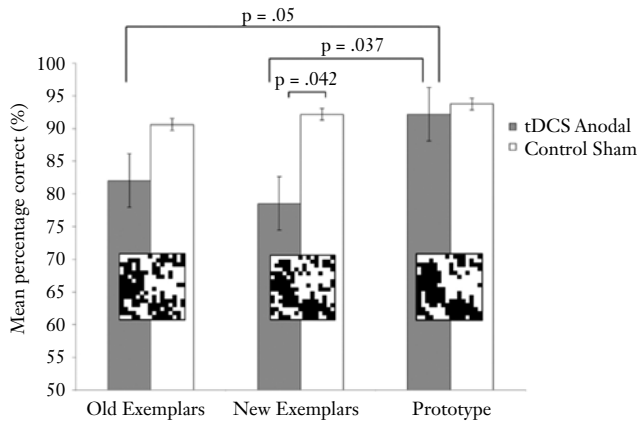 p = .05
p = .037
p = .042
100
95
90
85
80
75
70
65
60
55
50
Mean percentage correct (%)
tDCS Anodal
Control Sham
Old Exemplars New Exemplars Prototype